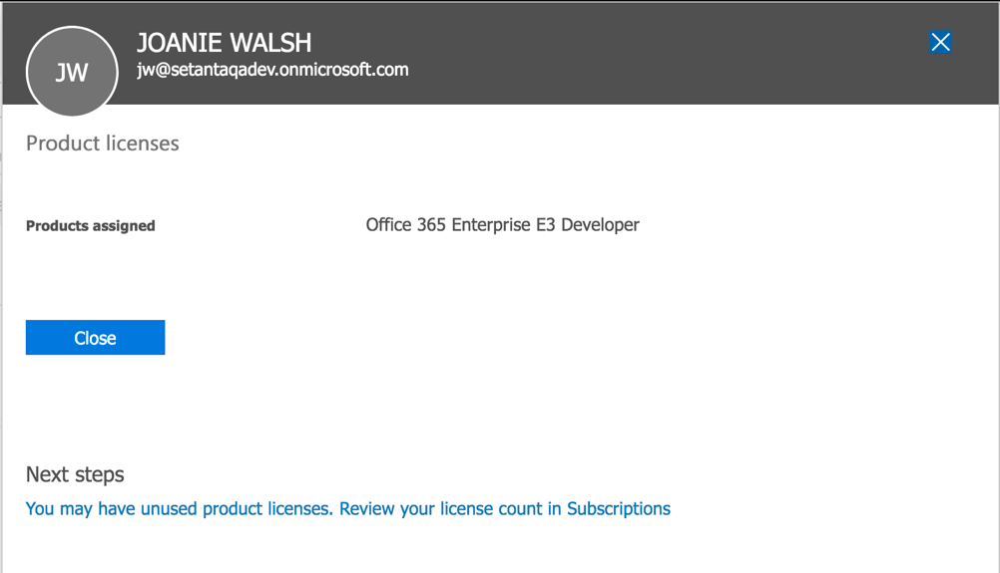 JW
JOANIE WALSH
jw@setantaqadev.onmicrosoft.com
Product licenses
Products assigned
Office 365 Enterprise E3 Developer
Close
Next steps
You may have unused product licenses. Review your license count in Subscriptions